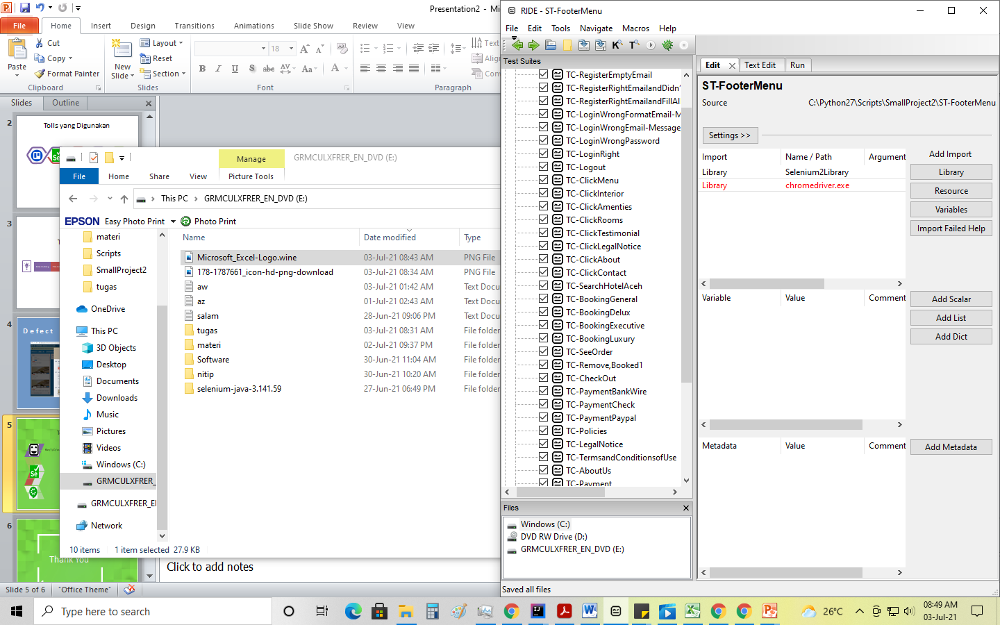 Presentation2 - Mi
File
Home
Insert
Design
Transitions
Animations
Slide Show
Review
View
Paste
Cut
Copy
Format Painter
Clipboard
New
Slide
Layout
Reset
Section
Slides
18
Font
Text
Align
Conv
Paragraph
Slides
Outline
2
Tolls yang Digunakan
3
4
Defect
5
6
Thank You
Click to add notes
Slide 5 of 6
"Office Theme"
Manage
GRMCULXFRER_EN_DVD (E:)
File
Home
Share
View
Picture Tools
This PC
GRMCULXFRER_EN_DVD (E:)
EPSON Easy Photo Print
Photo Print
materi
Scripts
SmallProject2
tugas
OneDrive
This PC
3D Objects
Desktop
Documents
Downloads
Music
Pictures
Videos
Windows (C:)
GRMCULXFRER_
GRMCULXFRER_EI
Network
Name
Date modified
Type
Microsoft_Excel-Logo.wine 03-Jul-21 08:43 AM PNG File
178-1787661_icon-hd-png-download 03-Jul-21 08:34 AM PNG File
aw 03-Jul-21 01:42 AM Text Docu
az 01-Jul-21 02:43 AM Text Docu
salam 28-Jun-21 09:06 PM Text Docu
tugas 03-Jul-21 08:31 AM File folder
materi 02-Jul-21 09:37 PM File folder
Software 30-Jun-21 11:04 AM File folder
nitip 30-Jun-21 10:20 AM File folder
selenium-java-3.141.59 27-Jun-21 06:49 PM File folder
10 items
1 item selected 27.9 KB
RIDE - ST-FooterMenu
File
Edit
Tools
Navigate
Macros
Help
Test Suites
TC-RegisterEmptyEmail
TC-RegisterRightEmailandDidn'
TC-RegisterRightEmailandFillAl
TC-LoginWrongFormatEmail-M
TC-LoginWrongEmail-Message
TC-LoginWrongPassword
TC-LoginRight
TC-Logout
TC-ClickMenu
TC-ClickInterior
TC-ClickAmenties
TC-ClickRooms
TC-ClickTestimonial
TC-ClickLegalNotice
TC-ClickAbout
TC-ClickContact
TC-SearchHotelAceh
TC-BookingGeneral
TC-BookingDelux
TC-BookingExecutive
TC-BookingLuxury
TC-SeeOrder
TC-Remove,Booked1
TC-CheckOut
TC-PaymentBankWire
TC-PaymentCheck
TC-PaymentPaypal
TC-Policies
TC-LegalNotice
TC-TermsandConditionsofUse
TC-AboutUs
TC-Payment
Files
Windows (C:)
DVD RW Drive (D:)
GRMCULXFRER_EN_DVD (E:)
Saved all files
Edit
Text Edit
Run
ST-FooterMenu
Source
C:\Python27\Scripts\SmallProject2\ST-FooterMenu
Settings >>
Import
Name / Path
Argument
Add Import
Library
Selenium2Library
Library
Library
chromedriver.exe
Resource
Variables
Import Failed Help
Variable
Value
Comment
Add Scalar
Add List
Add Dict
Metadata
Value
Comment
Add Metadata
Type here to search
26°C
08:49 AM
03-Jul-21